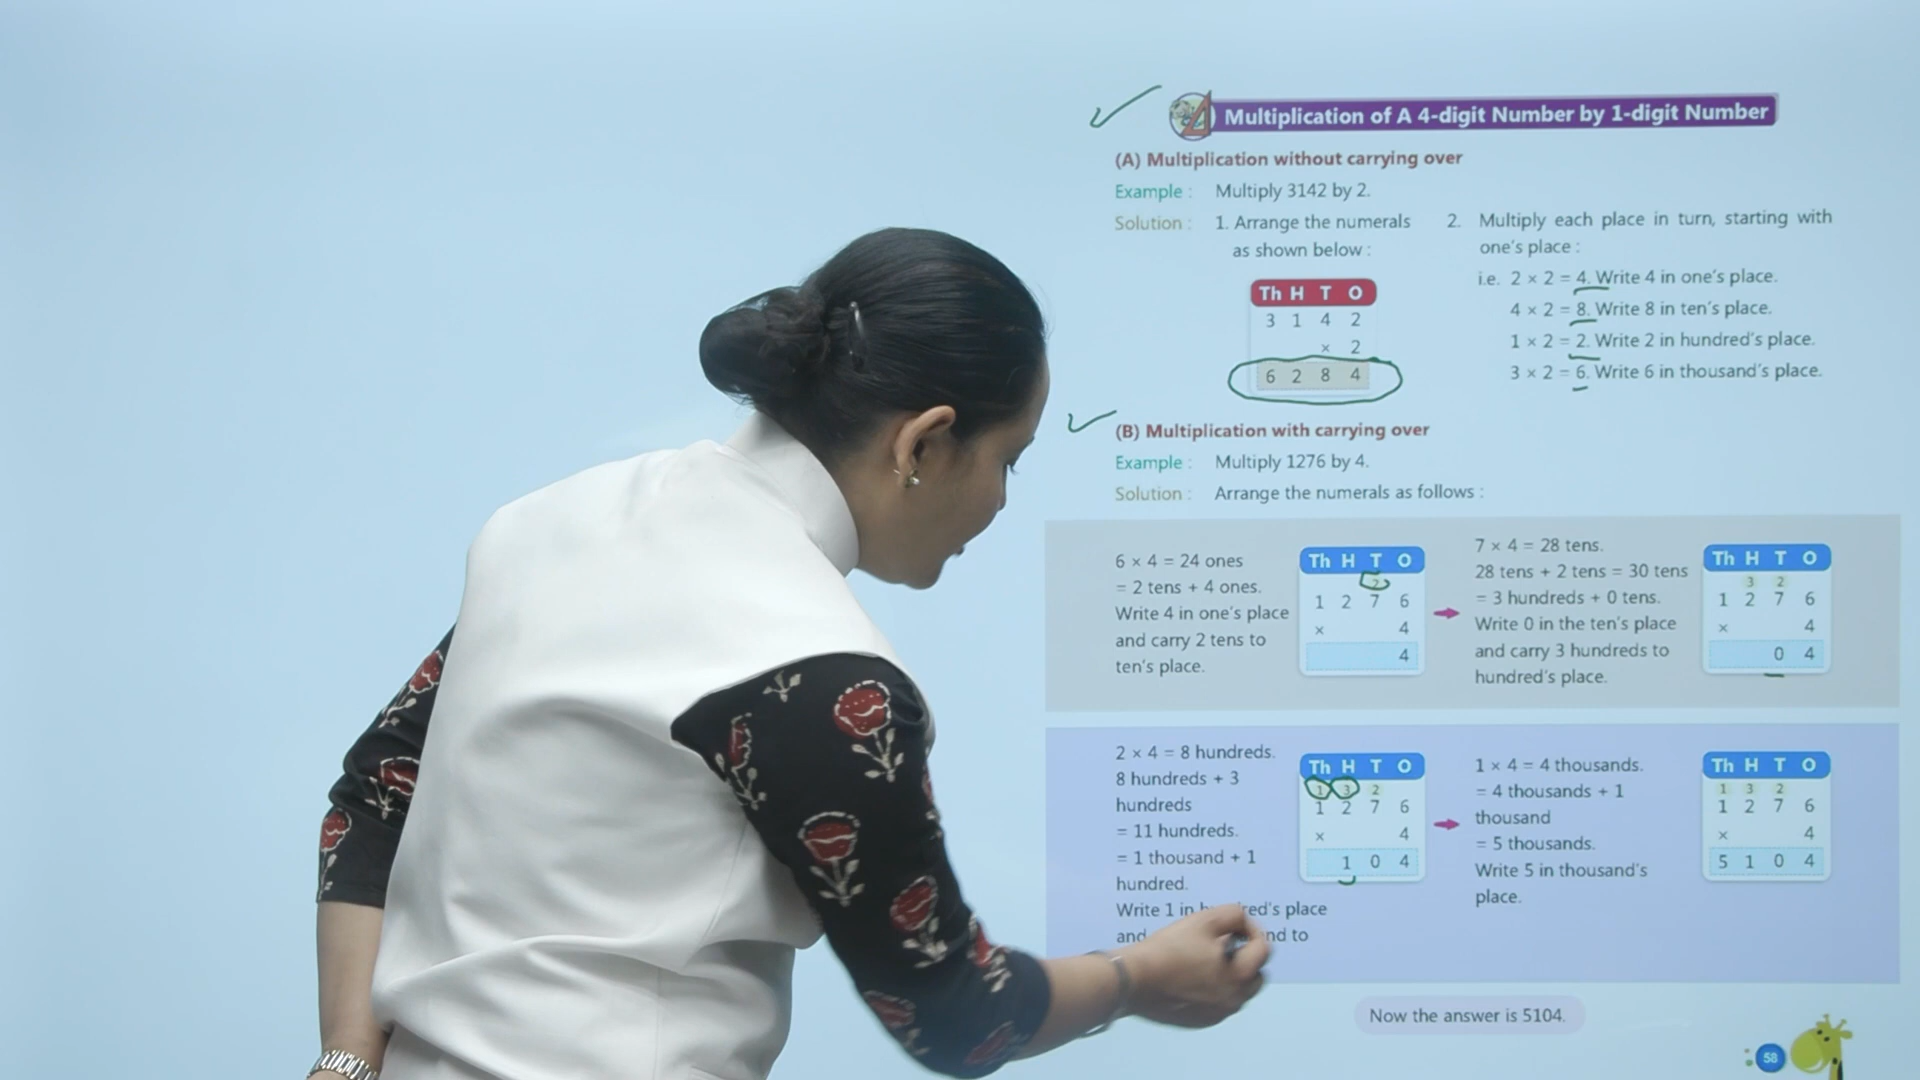 Multiplication of A 4-digit Number by 1-digit Number
(A) Multiplication without carrying over
Example : Multiply 3142 by 2.
Solution : 1. Arrange the numerals
as shown below :
Th H T O
3 1 4 2
× 2
6 2 8 4
2. Multiply each place in turn, starting with
one's place :
i.e. 2 × 2 = 4. Write 4 in one's place.
4 × 2 = 8. Write 8 in ten's place.
1 × 2 = 2. Write 2 in hundred's place.
3 × 2 = 6. Write 6 in thousand's place.
(B) Multiplication with carrying over
Example : Multiply 1276 by 4.
Solution : Arrange the numerals as follows :
6 × 4 = 24 ones
= 2 tens + 4 ones.
Write 4 in one's place
and carry 2 tens to
ten's place.
Th H T O
2
1 2 7 6
× 4
4
7 × 4 = 28 tens.
28 tens + 2 tens = 30 tens
= 3 hundreds + 0 tens.
Write 0 in the ten's place
and carry 3 hundreds to
hundred's place.
Th H T O
3 2
1 2 7 6
× 4
0 4
2 × 4 = 8 hundreds.
8 hundreds + 3
hundreds
= 11 hundreds.
= 1 thousand + 1
hundred.
Write 1 in place
and to
Th H T O
1 3 2
1 2 7 6
× 4
1 0 4
1 × 4 = 4 thousands.
= 4 thousands + 1
thousand
= 5 thousands.
Write 5 in thousand's
place.
Th H T O
1 3 2
1 2 7 6
× 4
5 1 0 4
Now the answer is 5104.
58